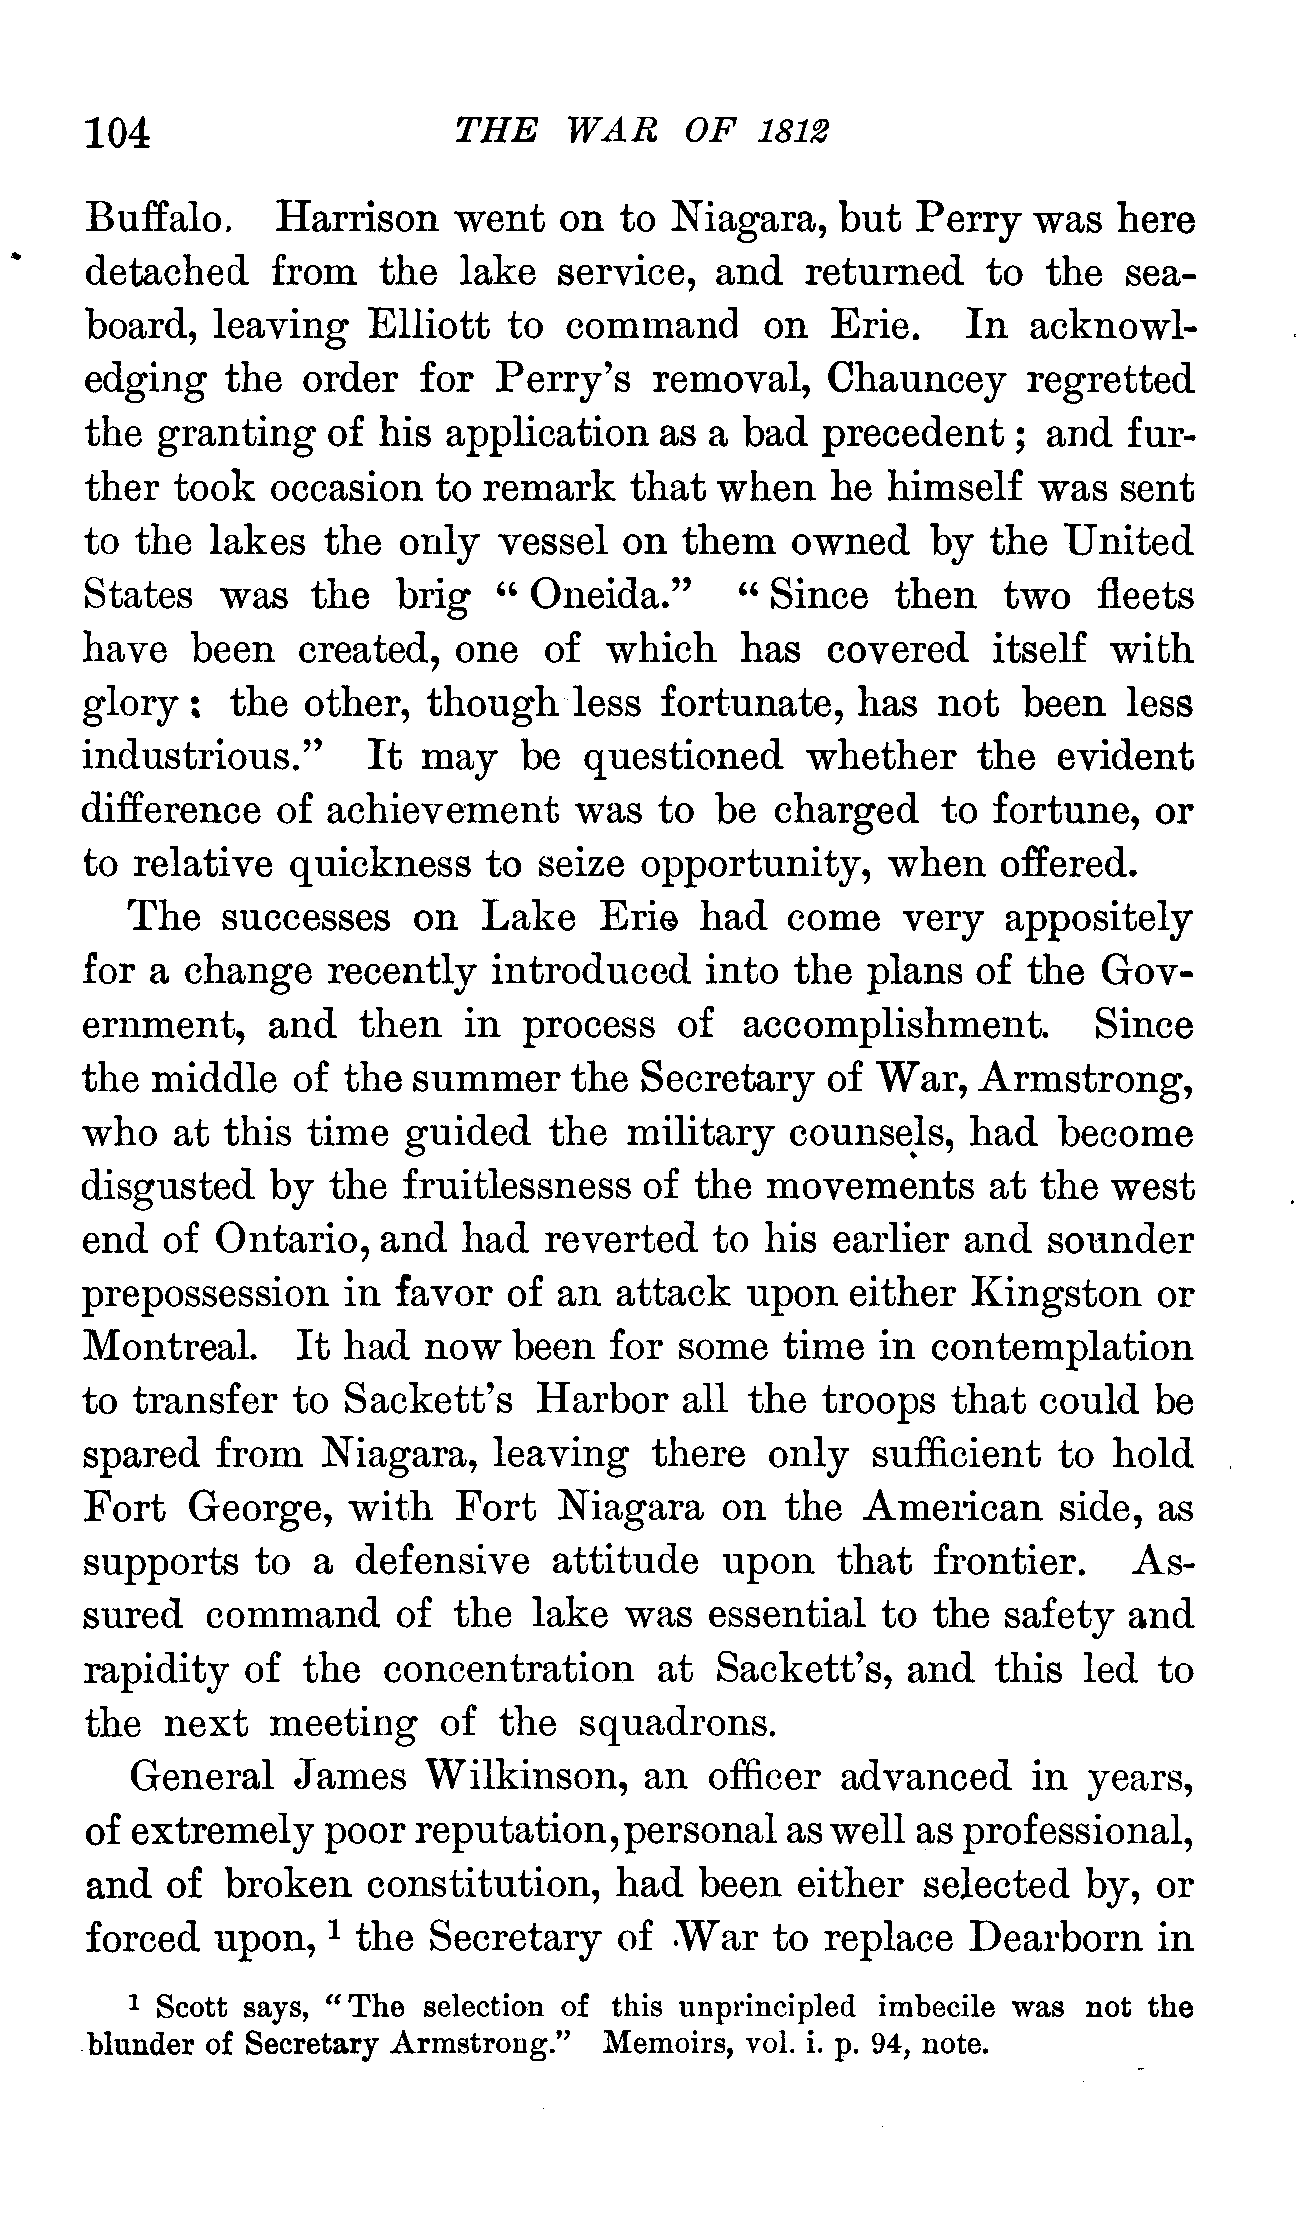 104 THE WAR OF 1812
Buffalo. Harrison went on to Niagara, but Perry was here
detached from the lake service, and returned to the sea-
board, leaving Elliott to command on Erie. In acknowl-
edging the order for Perry's removal, Chauncey regretted
the granting of his application as a bad precedent; and fur-
ther took occasion to remark that when he himself was sent
to the lakes the only vessel on them owned by the United
States was the brig "Oneida." "Since then two fleets
have been created, one of which has covered itself with
glory: the other, though less fortunate, has not been less
industrious." It may be questioned whether the evident
difference of achievement was to be charged to fortune, or
to relative quickness to seize opportunity, when offered.
The successes on Lake Erie had come very appositely
for a change recently introduced into the plans of the Gov-
ernment, and then in process of accomplishment. Since
the middle of the summer the Secretary of War, Armstrong,
who at this time guided the military counsels, had become
disgusted by the fruitlessness of the movements at the west
end of Ontario, and had reverted to his earlier and sounder
prepossession in favor of an attack upon either Kingston or
Montreal. It had now been for some time in contemplation
to transfer to Sackett's Harbor all the troops that could be
spared from Niagara, leaving there only sufficient to hold
Fort George, with Fort Niagara on the American side, as
supports to a defensive attitude upon that frontier. As-
sured command of the lake was essential to the safety and
rapidity of the concentration at Sackett's, and this led to
the next meeting of the squadrons.
General James Wilkinson, an officer advanced in years,
of extremely poor reputation, personal as well as professional,
and of broken constitution, had been either selected by, or
forced upon, 1 the Secretary of War to replace Dearborn in
1 Scott says, "The selection of this unprincipled imbecile was not the
blunder of Secretary Armstrong." Memoirs, vol. i. p. 94, note.